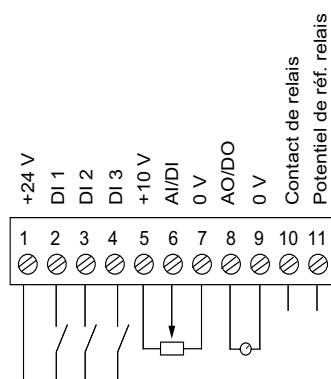 +24 V
DI 1
DI 2
DI 3
+10 V
AI/DI
0 V
AO/DO
0 V
Contact de relais
Potentiel de réf. relais
1 2 3 4 5 6 7 8 9 10 11